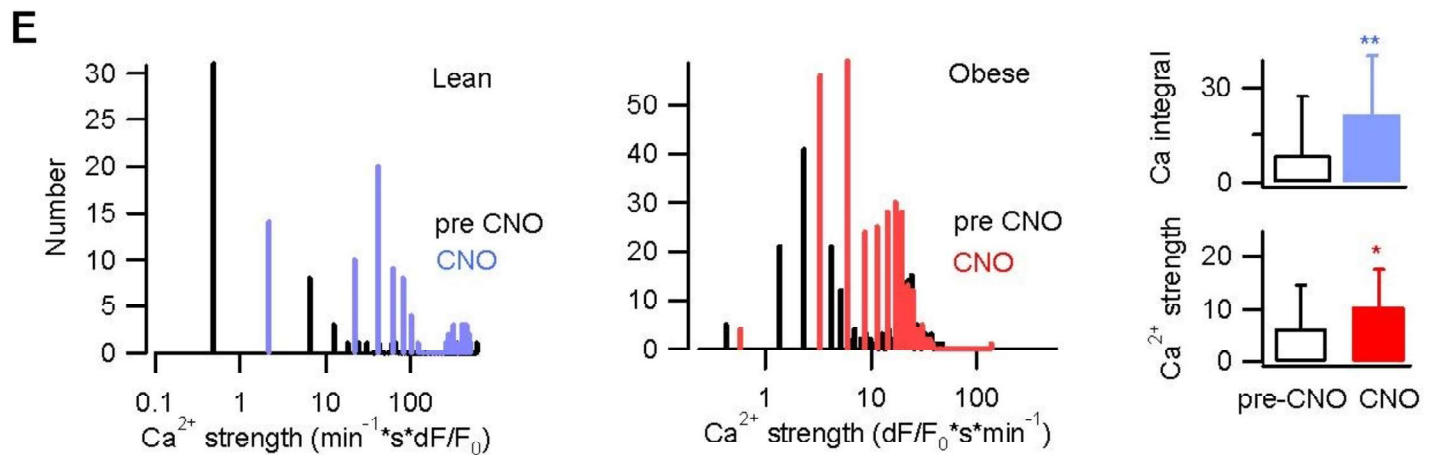 E
Lean
30
25
20
15
10
5
0
Number
pre CNO
CNO
0.1 1 10 100
Ca²⁺ strength (min⁻¹*s*dF/F₀)
Obese
50
40
30
20
10
0
pre CNO
CNO
1 10 100
Ca²⁺ strength (dF/F₀*s*min⁻¹)
**
30
0
Ca integral
*
20
10
0
Ca²⁺ strength
pre-CNO CNO